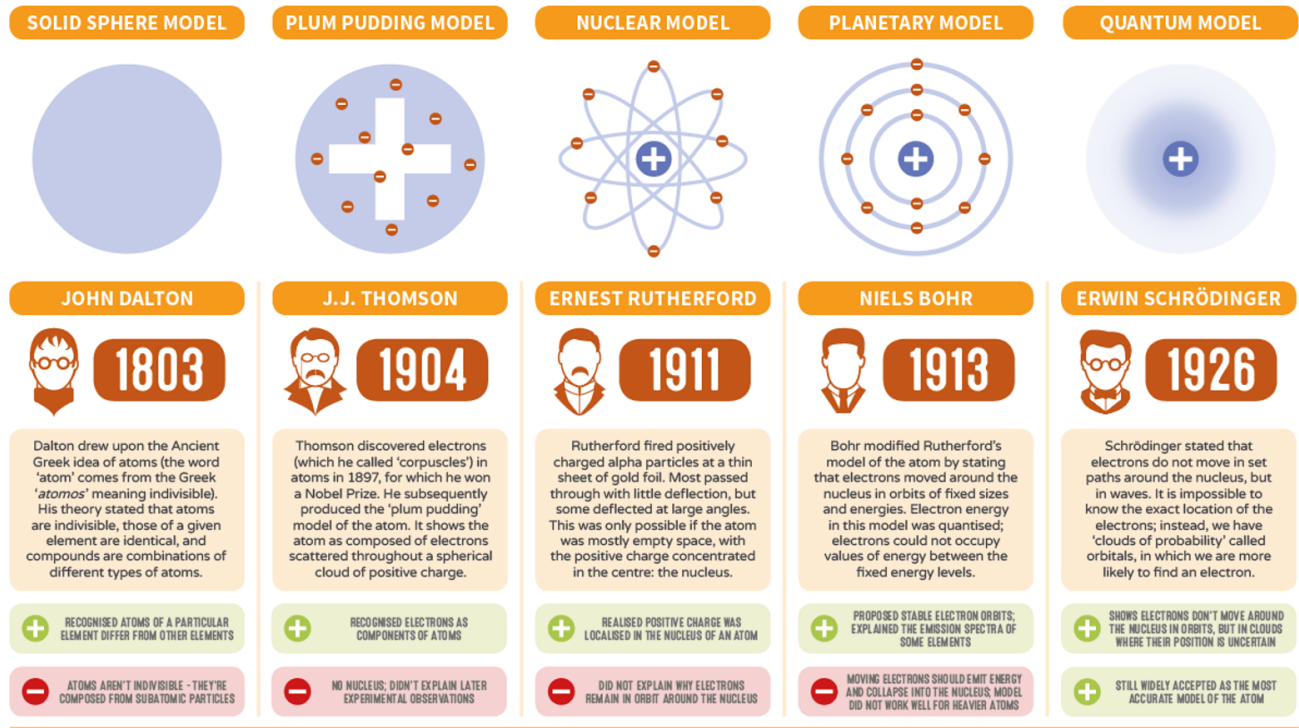 SOLID SPHERE MODEL
PLUM PUDDING MODEL
NUCLEAR MODEL
PLANETARY MODEL
QUANTUM MODEL
JOHN DALTON
1803
Dalton drew upon the Ancient
Greek idea of atoms (the word
‘atom’ comes from the Greek
‘atomos’ meaning indivisible).
His theory stated that atoms
are indivisible, those of a given
element are identical, and
compounds are combinations of
different types of atoms.
RECOGNISED ATOMS OF A PARTICULAR
ELEMENT DIFFER FROM OTHER ELEMENTS
ATOMS AREN'T INDIVISIBLE - THEY'RE
COMPOSED FROM SUBATOMIC PARTICLES
J.J. THOMSON
1904
Thomson discovered electrons
(which he called ‘corpuscles’) in
atoms in 1897, for which he won
a Nobel Prize. He subsequently
produced the ‘plum pudding’
model of the atom. It shows the
atom as composed of electrons
scattered throughout a spherical
cloud of positive charge.
RECOGNISED ELECTRONS AS
COMPONENTS OF ATOMS
NO NUCLEUS; DIDN'T EXPLAIN LATER
EXPERIMENTAL OBSERVATIONS
ERNEST RUTHERFORD
1911
Rutherford fired positively
charged alpha particles at a thin
sheet of gold foil. Most passed
through with little deflection, but
some deflected at large angles.
This was only possible if the atom
was mostly empty space, with
the positive charge concentrated
in the centre: the nucleus.
REALISED POSITIVE CHARGE WAS
LOCALISED IN THE NUCLEUS OF AN ATOM
DID NOT EXPLAIN WHY ELECTRONS
REMAIN IN ORBIT AROUND THE NUCLEUS
NIELS BOHR
1913
Bohr modified Rutherford’s
model of the atom by stating
that electrons moved around the
nucleus in orbits of fixed sizes
and energies. Electron energy
in this model was quantised;
electrons could not occupy
values of energy between the
fixed energy levels.
PROPOSED STABLE ELECTRON ORBITS;
EXPLAINED THE EMISSION SPECTRA OF
SOME ELEMENTS
MOVING ELECTRONS SHOULD EMIT ENERGY
AND COLLAPSE INTO THE NUCLEUS; MODEL
DID NOT WORK WELL FOR HEAVIER ATOMS
ERWIN SCHRÖDINGER
1926
Schrödinger stated that
electrons do not move in set
paths around the nucleus, but
in waves. It is impossible to
know the exact location of the
electrons; instead, we have
‘clouds of probability’ called
orbitals, in which we are more
likely to find an electron.
SHOWS ELECTRONS DON'T MOVE AROUND
THE NUCLEUS IN ORBITS, BUT IN CLOUDS
WHERE THEIR POSITION IS UNCERTAIN
STILL WIDELY ACCEPTED AS THE MOST
ACCURATE MODEL OF THE ATOM